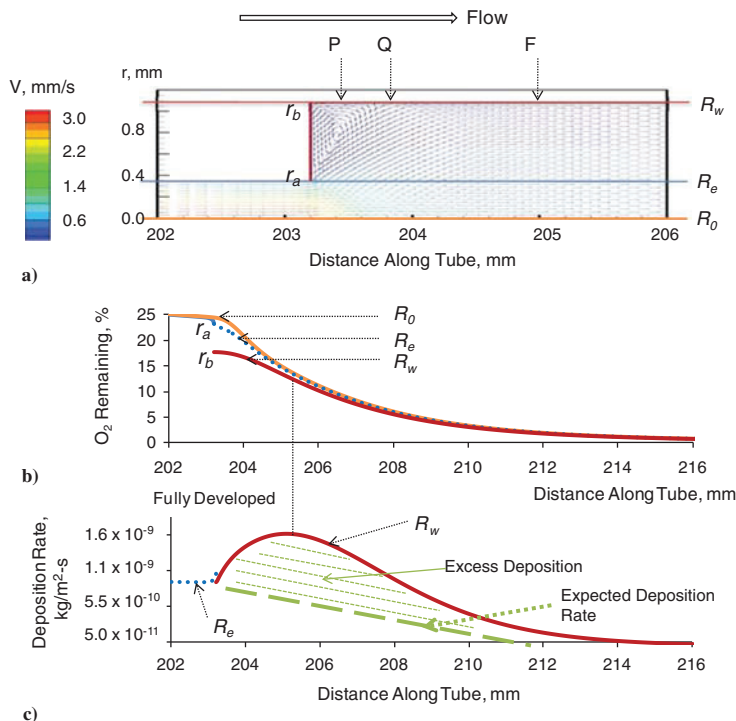 Flow
P Q F
V, mm/s r, mm
3.0
2.2
1.4
0.6
0.8
0.4
0.0
r_b
r_a
R_w
R_e
R_0
202 203 204 205 206
Distance Along Tube, mm
a)
O₂ Remaining, %
25
20
15
10
5
0
r_a
r_b
R_0
R_e
R_w
202 204 206 208 210 212 214 216
b)
Fully Developed
Distance Along Tube, mm
Deposition Rate, kg/m²-s
1.6 x 10⁻⁹
1.1 x 10⁻⁹
5.5 x 10⁻¹⁰
5.0 x 10⁻¹¹
R_w
Excess Deposition
Expected Deposition
Rate
R_e
202 204 206 208 210 212 214 216
Distance Along Tube, mm
c)